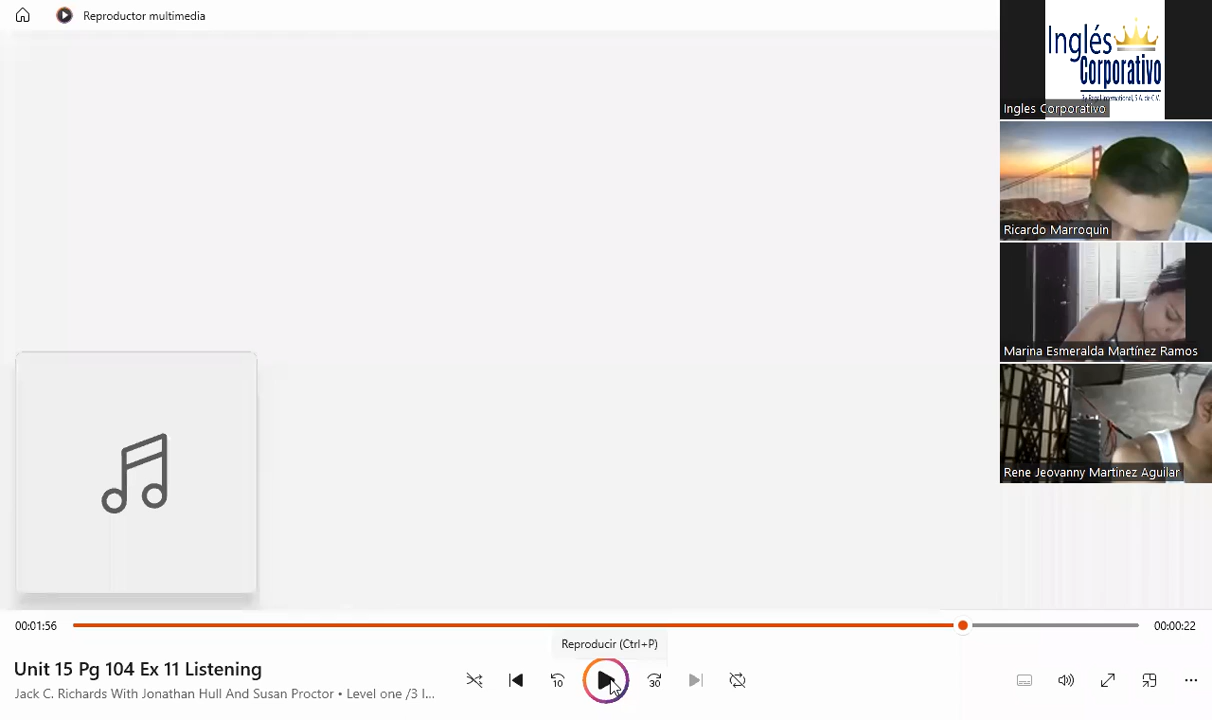 Reproductor multimedia
Inglés
Corporativo
Ingles Corporativo
Ricardo Marroquin
Marina Esmeralda Martínez Ramos
Rene Jeovanny Martinez Aguilar
00:01:56
00:00:22
Reproducir (Ctrl+P)
Unit 15 Pg 104 Ex 11 Listening
Jack C. Richards With Jonathan Hull And Susan Proctor • Level one /3 I...
10
30